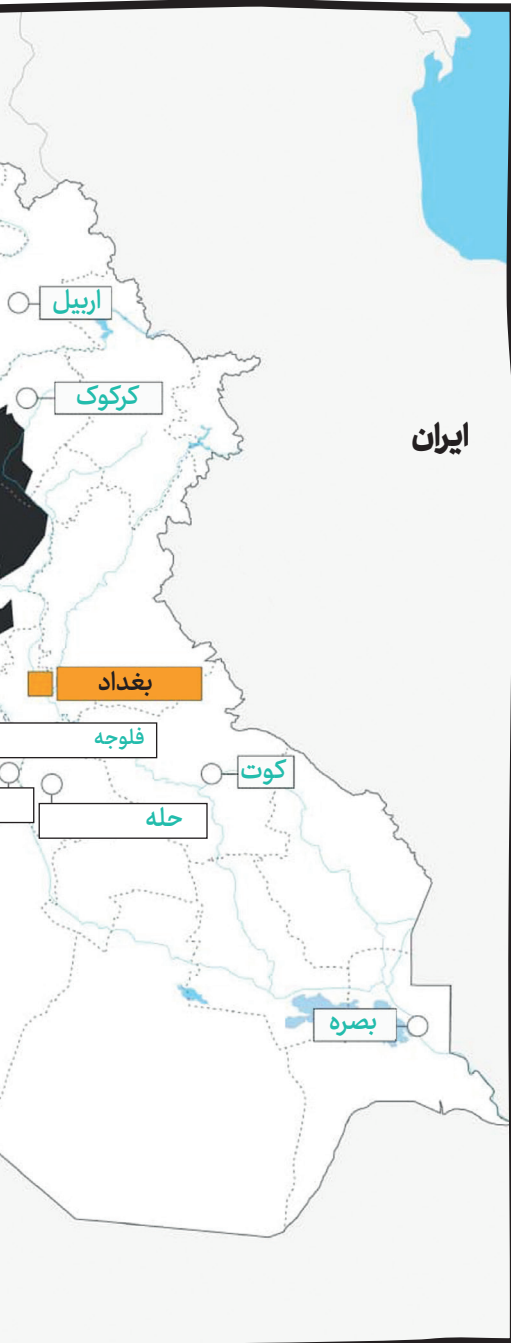 اربیل
کرکوک
ایران
بغداد
فلوجه
کوت
حله
بصره